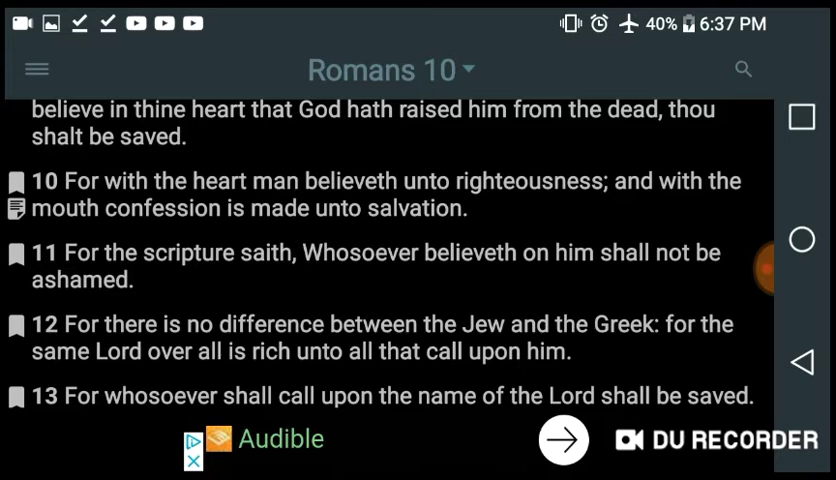 40% 6:37 PM
Romans 10
believe in thine heart that God hath raised him from the dead, thou
shalt be saved.
10 For with the heart man believeth unto righteousness; and with the
mouth confession is made unto salvation.
11 For the scripture saith, Whosoever believeth on him shall not be
ashamed.
12 For there is no difference between the Jew and the Greek: for the
same Lord over all is rich unto all that call upon him.
13 For whosoever shall call upon the name of the Lord shall be saved.
Audible
DU RECORDER